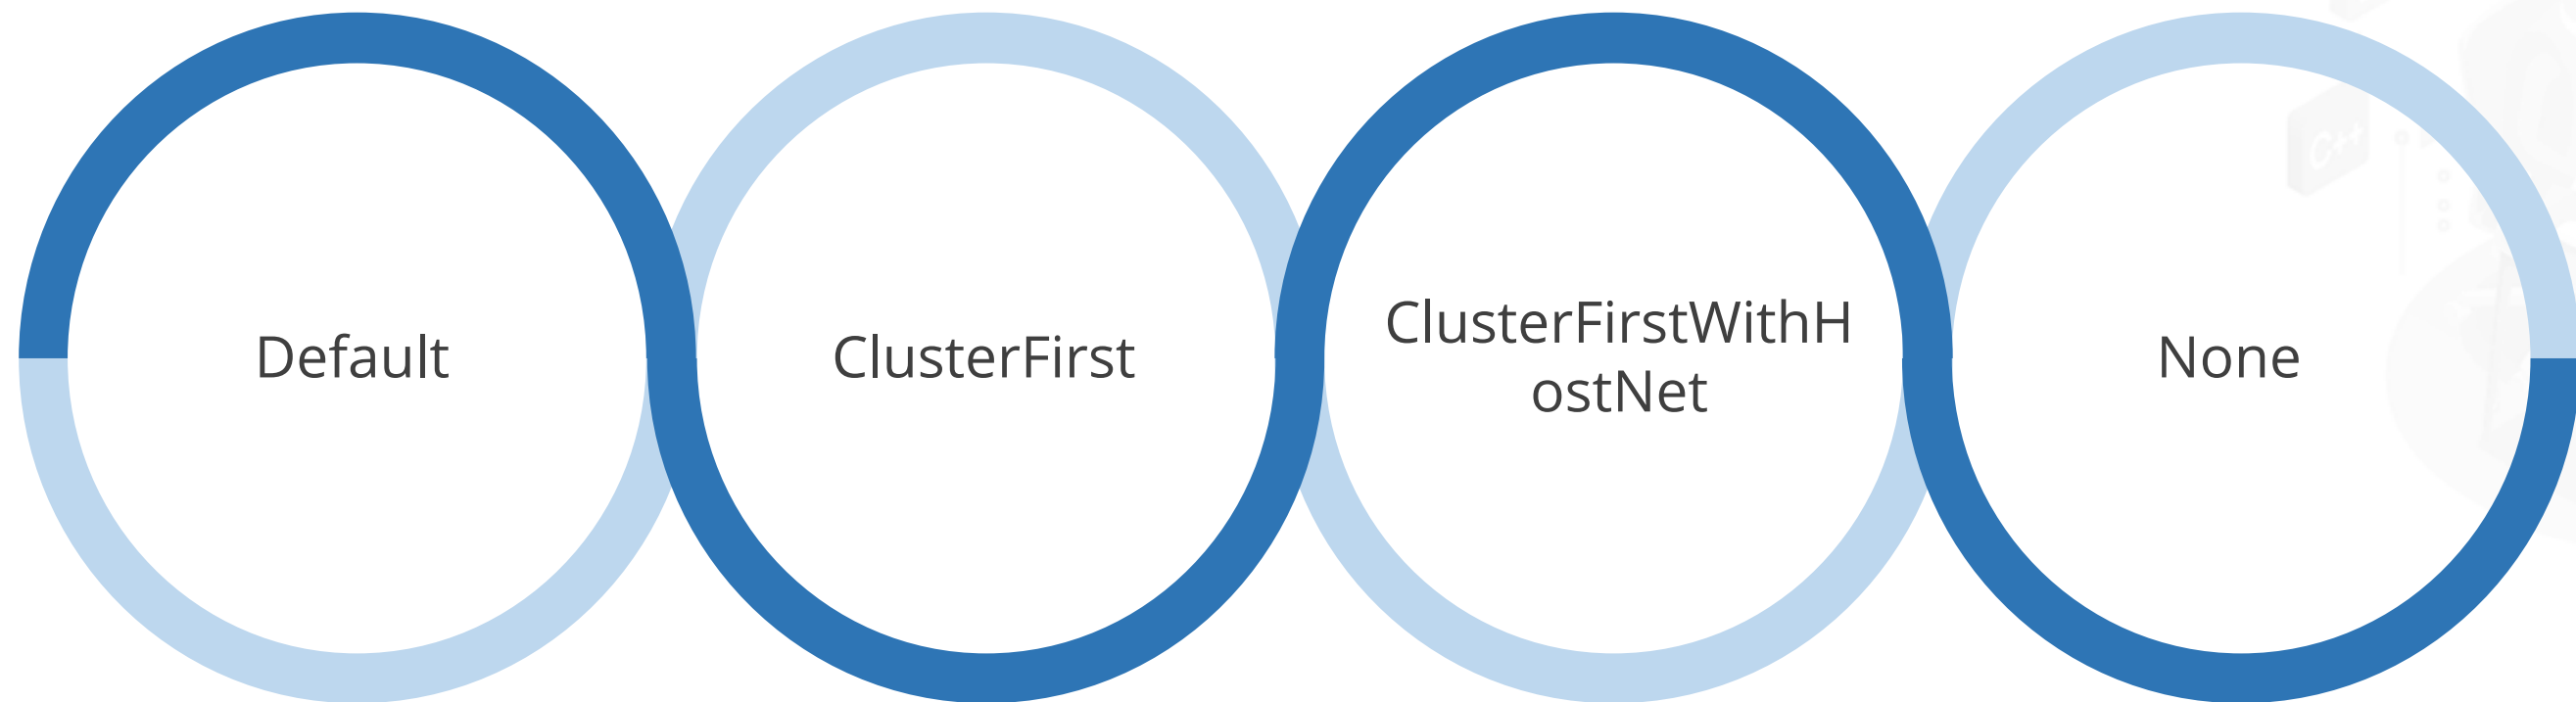 Default
ClusterFirst
ClusterFirstWithH
ostNet
None
C++